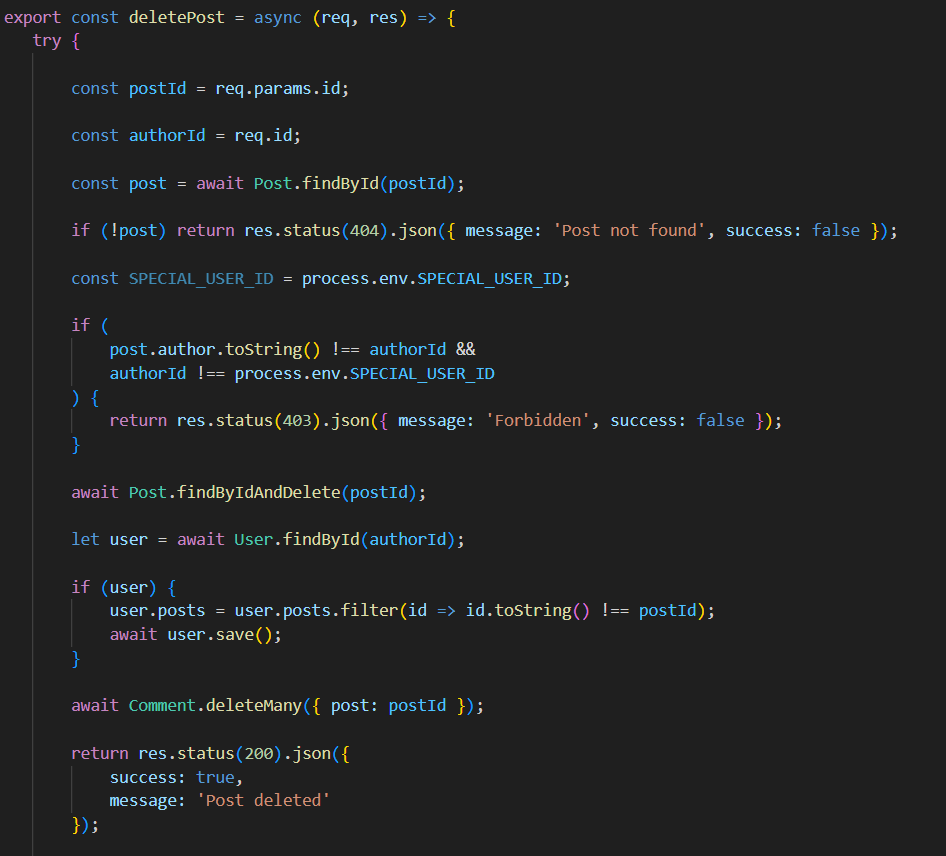 export const deletePost = async (req, res) => {
try {
const postId = req.params.id;
const authorId = req.id;
const post = await Post.findById(postId);
if (!post) return res.status(404).json({ message: 'Post not found', success: false });
const SPECIAL_USER_ID = process.env.SPECIAL_USER_ID;
if (
post.author.toString() !== authorId &&
authorId !== process.env.SPECIAL_USER_ID
) {
return res.status(403).json({ message: 'Forbidden', success: false });
}
await Post.findByIdAndDelete(postId);
let user = await User.findById(authorId);
if (user) {
user.posts = user.posts.filter(id => id.toString() !== postId);
await user.save();
}
await Comment.deleteMany({ post: postId });
return res.status(200).json({
success: true,
message: 'Post deleted'
});